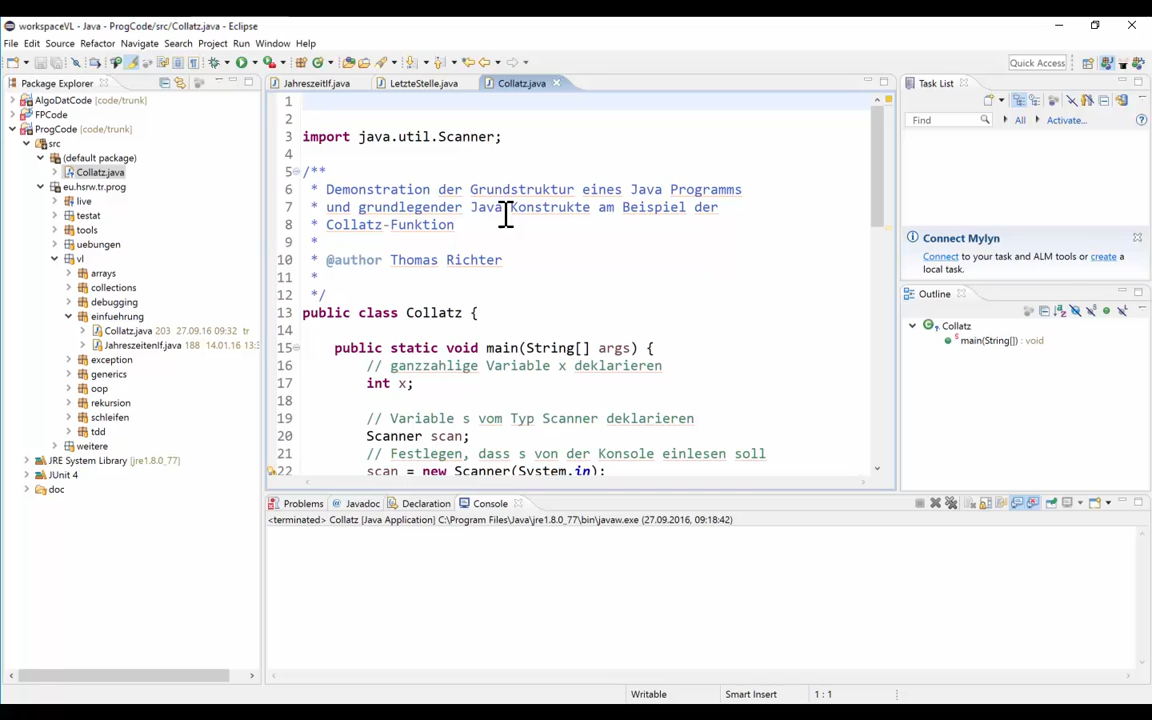 workspaceVL - Java - ProgCode/src/Collatz.java - Eclipse
File Edit Source Refactor Navigate Search Project Run Window Help
Quick Access
Package Explorer
AlgoDatCode [code/trunk]
FPCode
ProgCode [code/trunk]
src
(default package)
Collatz.java
eu.hsrw.tr.prog
live
testat
tools
uebungen
vl
arrays
collections
debugging
einfuehrung
Collatz.java 203 27.09.16 09:32 tr
JahreszeitenIf.java 188 14.01.16 13:
exception
generics
oop
rekursion
schleifen
tdd
weitere
JRE System Library [jre1.8.0_77]
JUnit 4
doc
JahreszeitIf.java LetzteStelle.java Collatz.java
1
2
3 import java.util.Scanner;
4
5 /**
6 * Demonstration der Grundstruktur eines Java Programms
7 * und grundlegender Java Konstrukte am Beispiel der
8 * Collatz-Funktion
9 *
10 * @author Thomas Richter
11 *
12 */
13 public class Collatz {
14
15 public static void main(String[] args) {
16 // ganzzahlige Variable x deklarieren
17 int x;
18
19 // Variable s vom Typ Scanner deklarieren
20 Scanner scan;
21 // Festlegen, dass s von der Konsole einlesen soll
22 scan = new Scanner(System.in);
Task List
Find All Activate...
Connect Mylyn
Connect to your task and ALM tools or create a
local task.
Outline
Collatz
main(String[]) : void
Problems Javadoc Declaration Console
<terminated> Collatz [Java Application] C:\Program Files\Java\jre1.8.0_77\bin\javaw.exe (27.09.2016, 09:18:42)
Writable Smart Insert 1 : 1